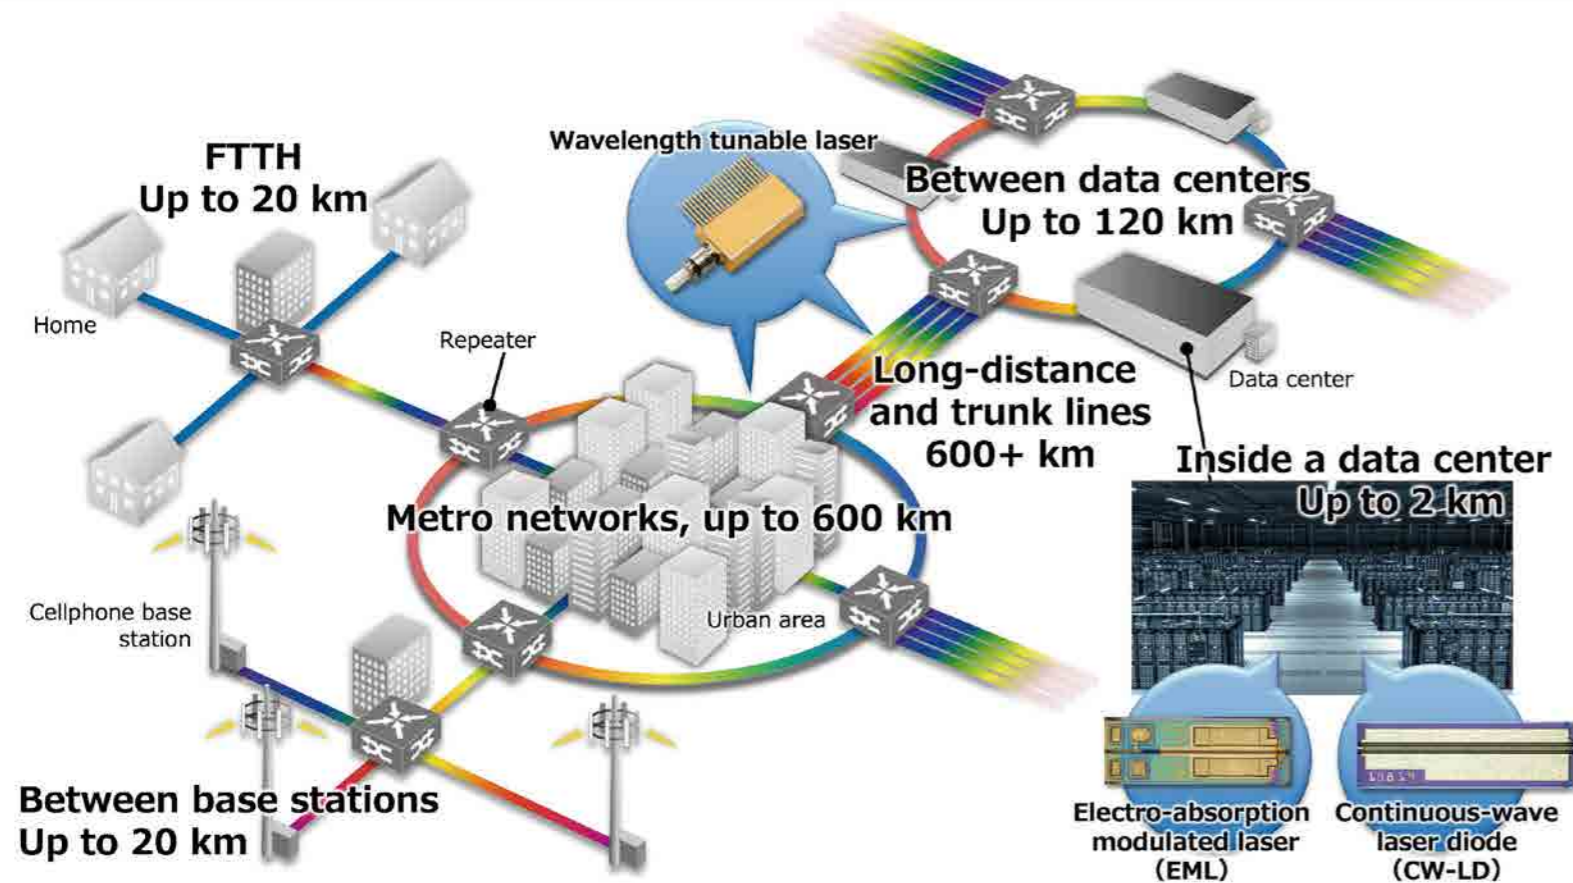 Wavelength tunable laser
FTTH
Up to 20 km
Between data centers
Up to 120 km
Home
Repeater
Data center
Long-distance
and trunk lines
600+ km
Inside a data center
Up to 2 km
Metro networks, up to 600 km
Cellphone base
station
Urban area
Between base stations
Up to 20 km
Electro-absorption
modulated laser
(EML)
Continuous-wave
laser diode
(CW-LD)